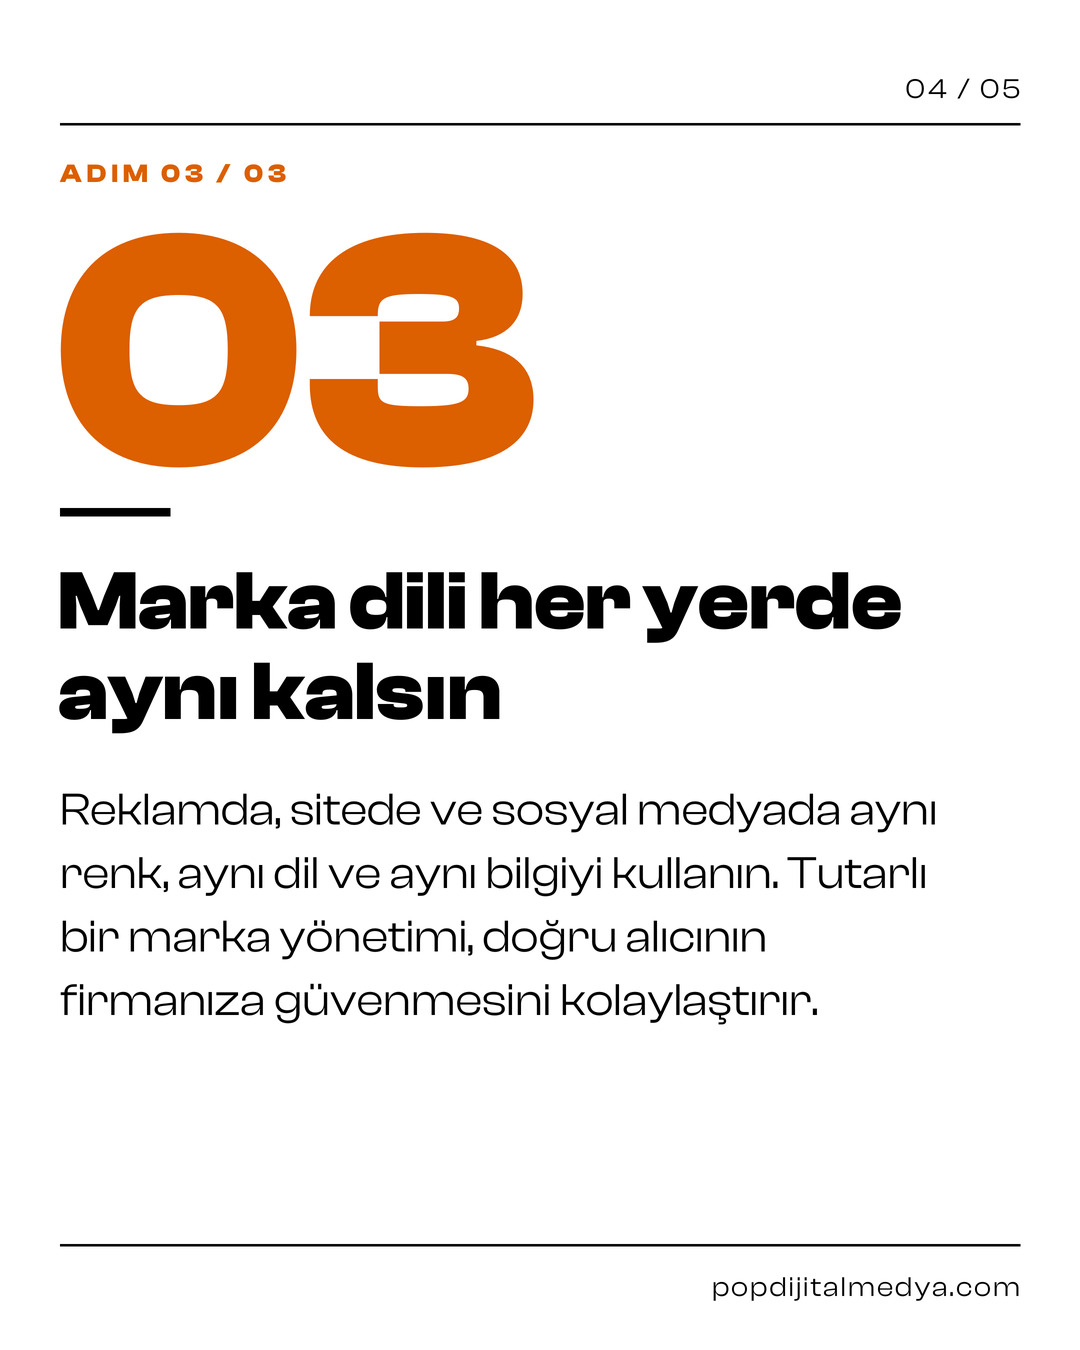 04 / 05
ADIM 03 / 03
03
Marka dili her yerde
aynı kalsın
Reklamda, sitede ve sosyal medyada aynı
renk, aynı dil ve aynı bilgiyi kullanın. Tutarlı
bir marka yönetimi, doğru alıcının
firmanıza güvenmesini kolaylaştırır.
popdijitalmedya.com